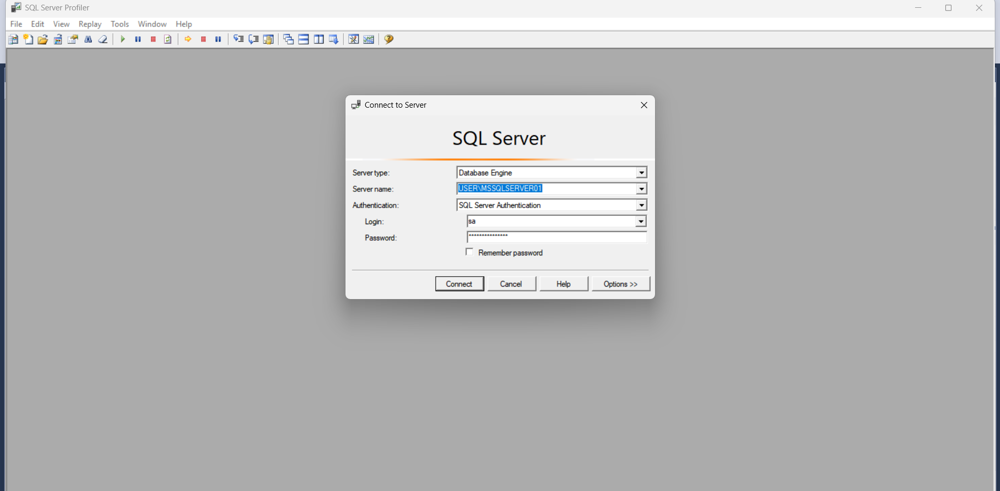 SQL Server Profiler
File Edit View Replay Tools Window Help
Connect to Server
SQL Server
Server type: Database Engine
Server name: USER\MSSQLSERVER01
Authentication: SQL Server Authentication
Login: sa
Password: ***************
Remember password
Connect Cancel Help Options >>